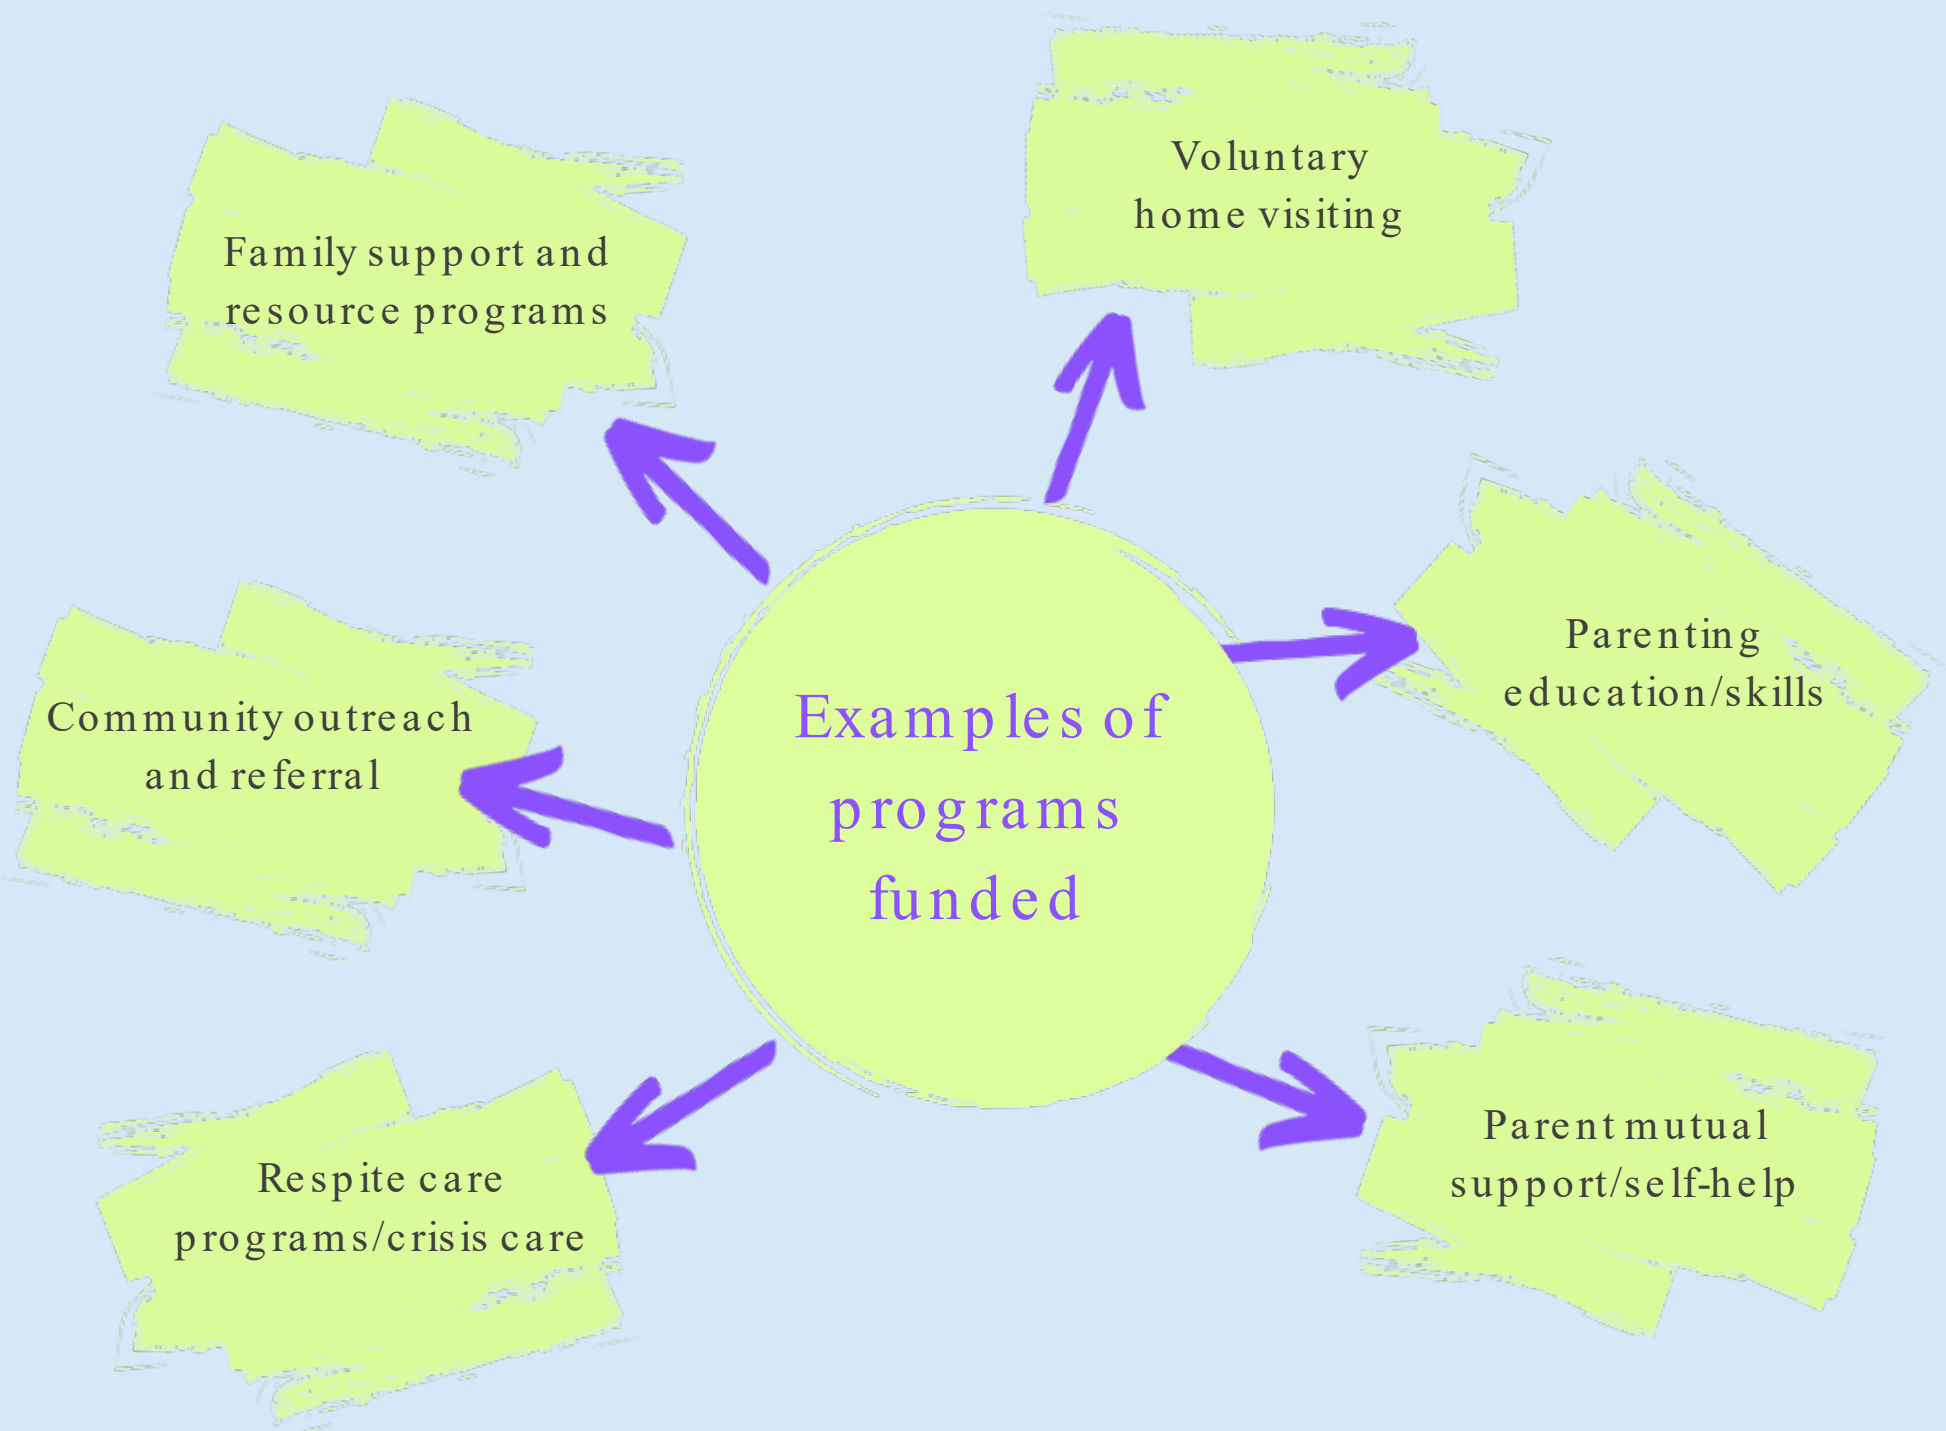 Voluntary
home visiting
Family support and
resource programs
Parenting
education/skills
Community outreach
and referral
Examples of
programs
funded
Parent mutual
support/self-help
Respite care
programs/crisis care